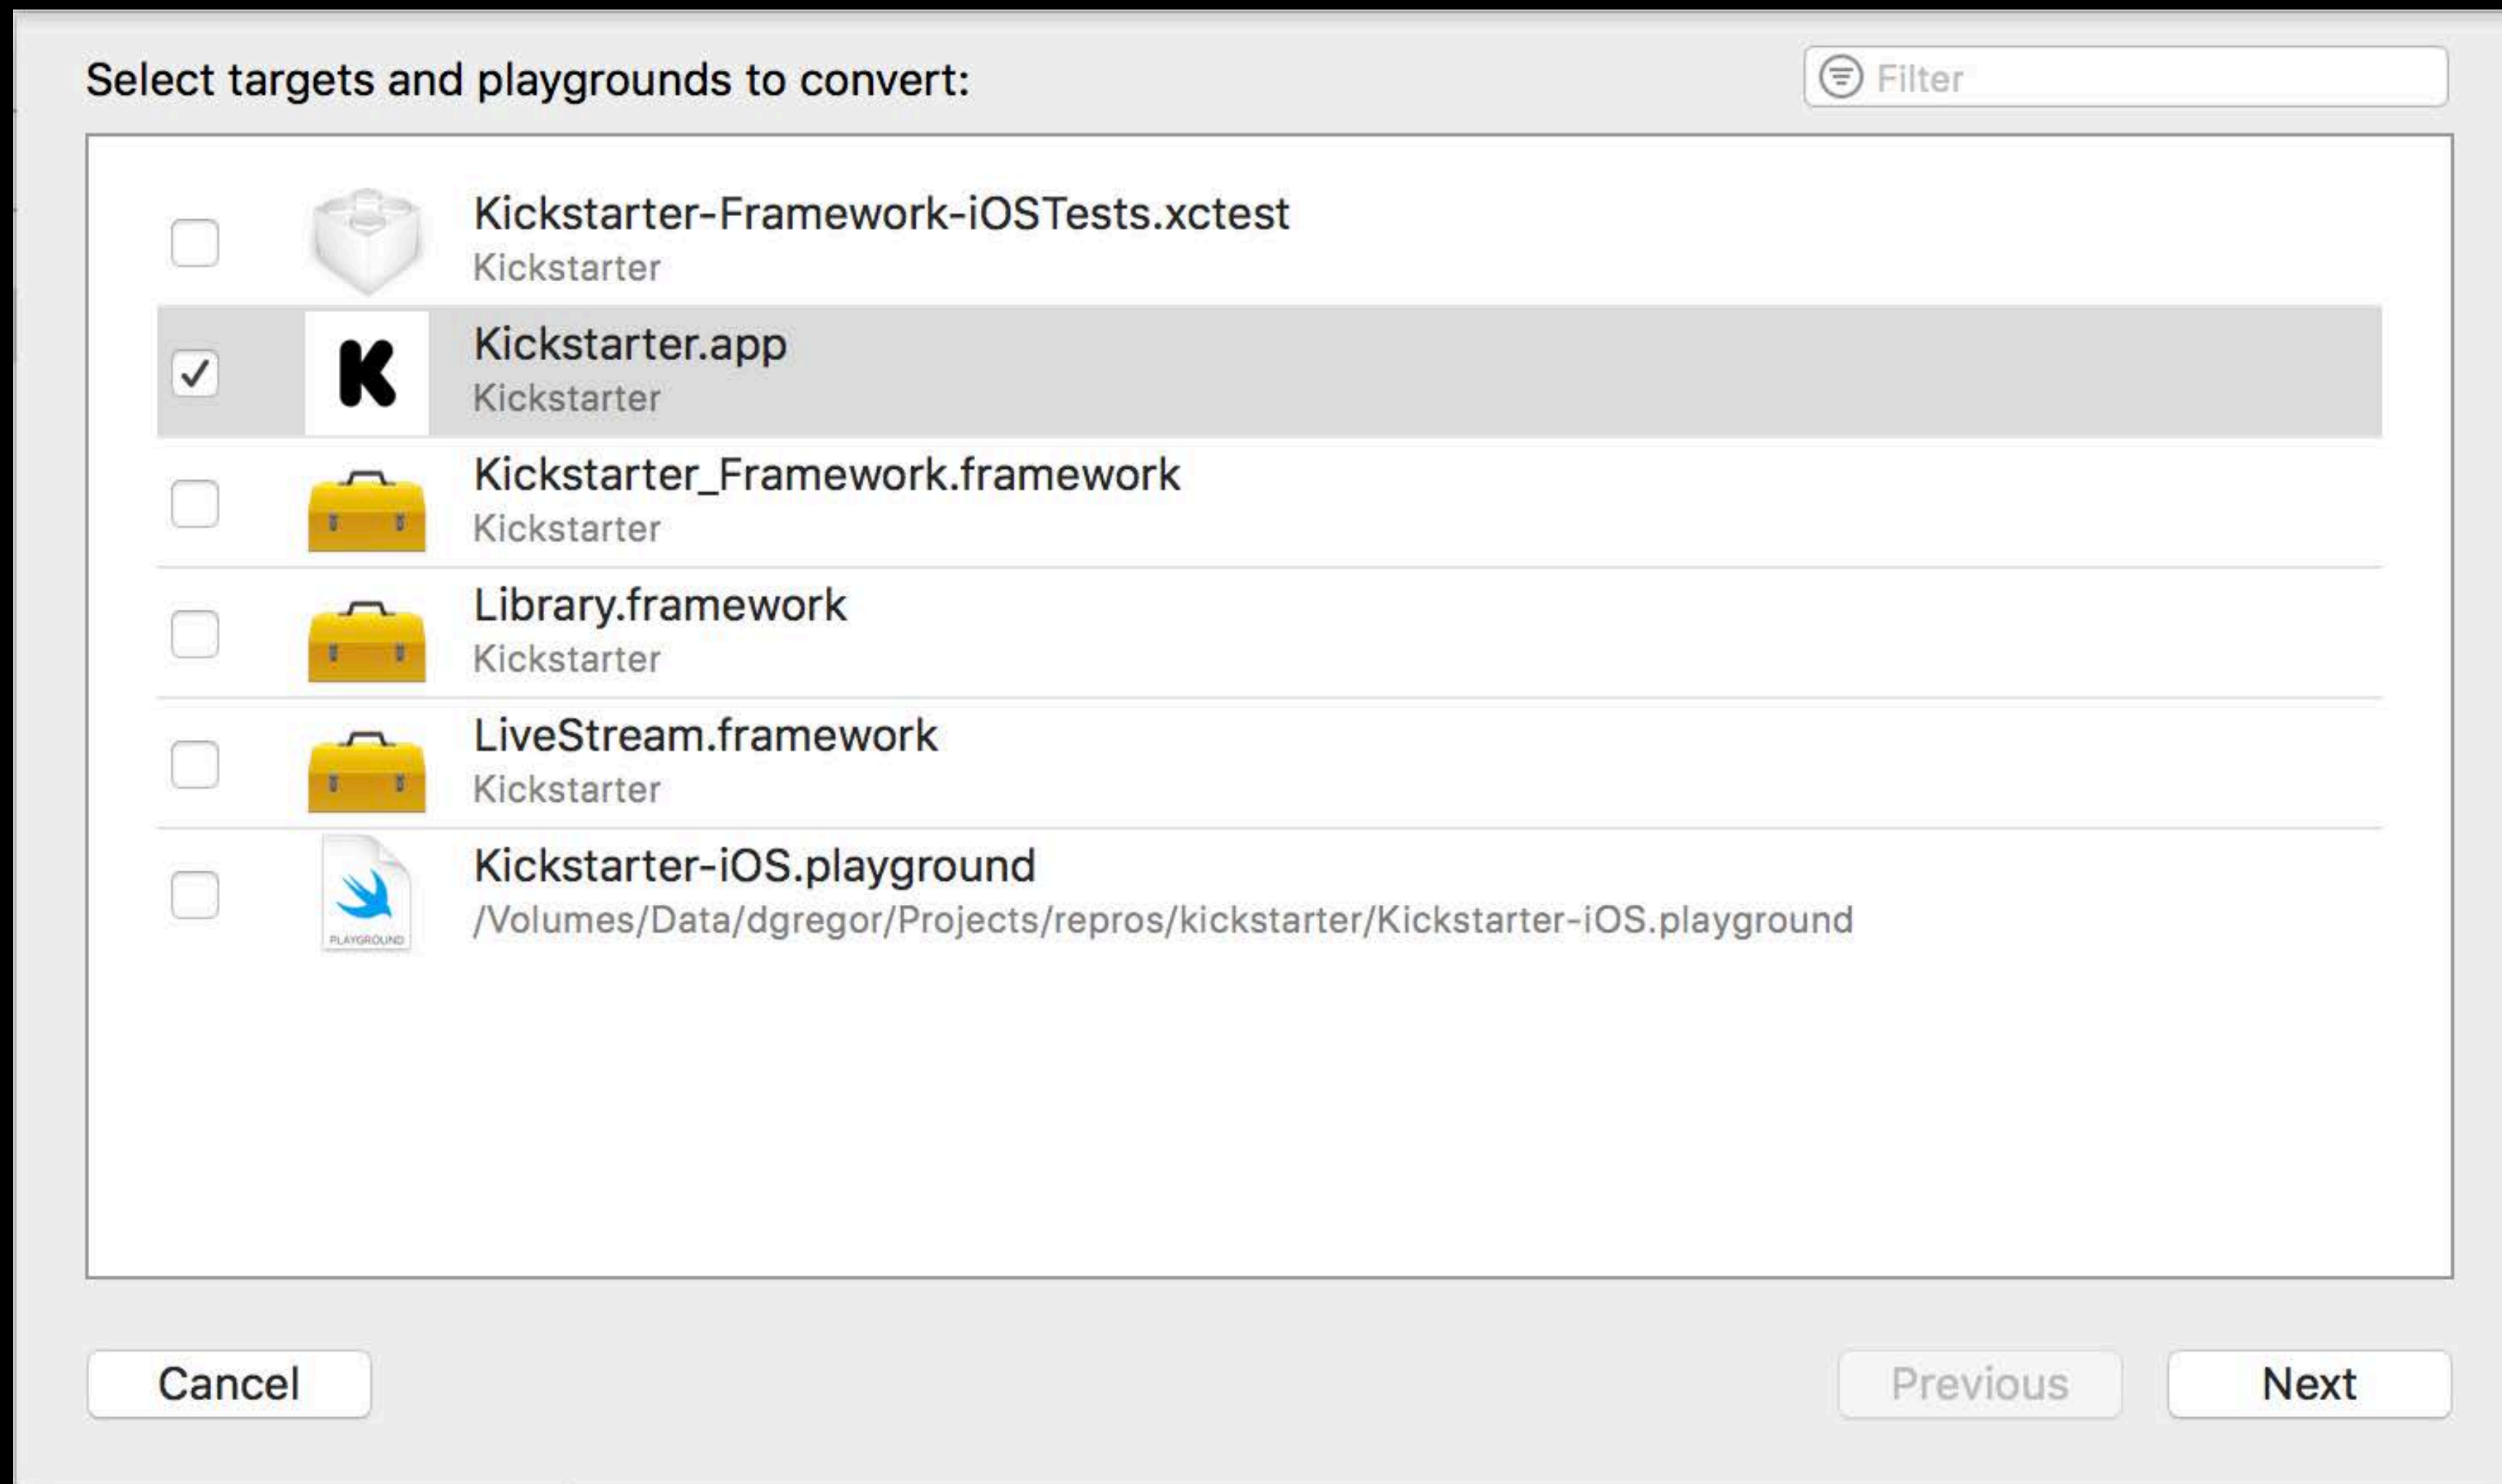 Select targets and playgrounds to convert:
Filter
Kickstarter-Framework-iOSTests.xctest
Kickstarter
K
Kickstarter.app
Kickstarter
Kickstarter_Framework.framework
Kickstarter
Library.framework
Kickstarter
LiveStream.framework
Kickstarter
Kickstarter-iOS.playground
/Volumes/Data/dgregor/Projects/repros/kickstarter/Kickstarter-iOS.playground
PLAYGROUND
Cancel
Previous
Next